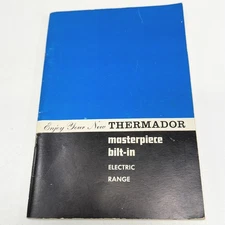 Enjoy Your New THERMADOR
masterpiece
bilt-in
ELECTRIC
RANGE